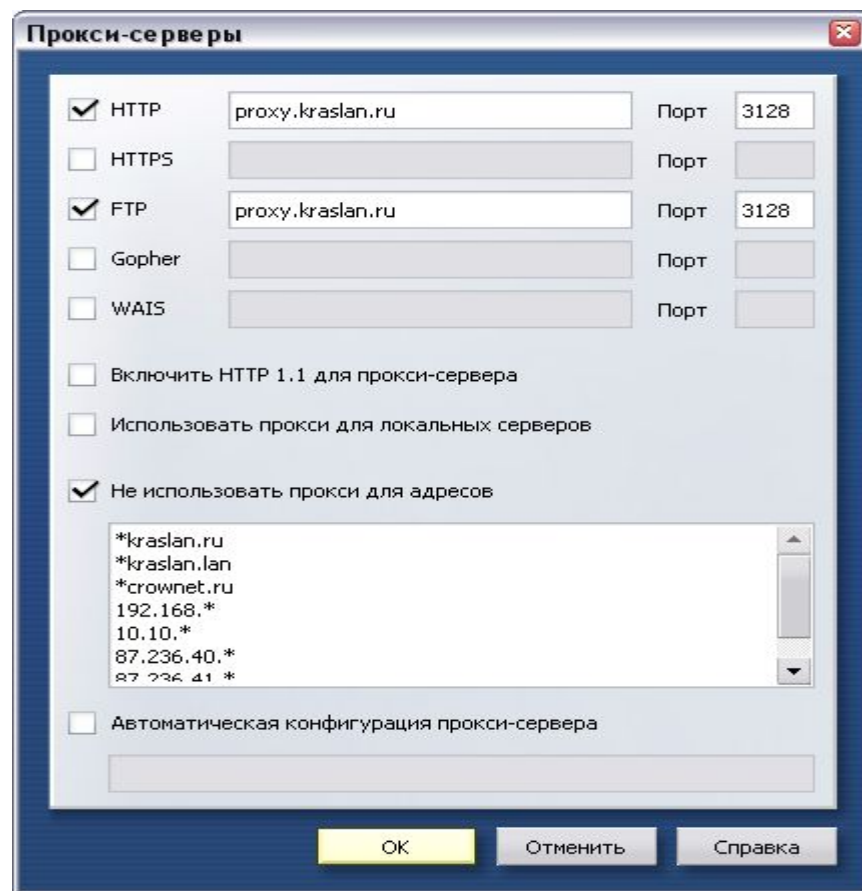 Прокси-серверы
HTTP proxy.kraslan.ru Порт 3128
HTTPS Порт
FTP proxy.kraslan.ru Порт 3128
Gopher Порт
WAIS Порт
Включить HTTP 1.1 для прокси-сервера
Использовать прокси для локальных серверов
Не использовать прокси для адресов
*kraslan.ru
*kraslan.lan
*crownet.ru
192.168.*
10.10.*
87.236.40.*
87.236.41.*
Автоматическая конфигурация прокси-сервера
OK Отменить Справка